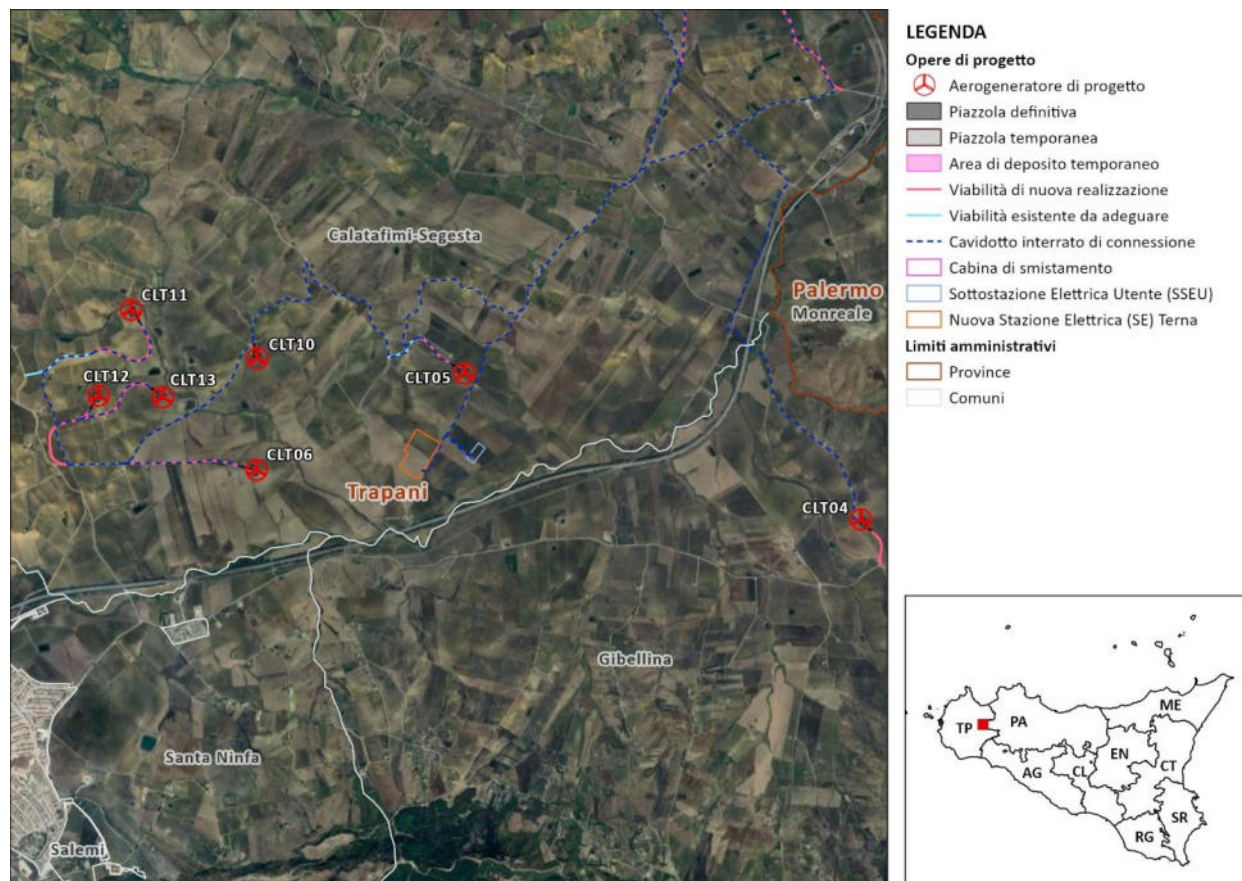 Calatafimi-Segesta
CLT11
Palermo
Monreale
CLT10
CLT12
CLT13
CLT05
CLT06
Trapani
CLT04
Gibellina
Santa Ninfa
Salemi
LEGENDA
Opere di progetto
Aerogeneratore di progetto
Piazzola definitiva
Piazzola temporanea
Area di deposito temporaneo
Viabilità di nuova realizzazione
Viabilità esistente da adeguare
Cavidotto interrato di connessione
Cabina di smistamento
Sottostazione Elettrica Utente (SSEU)
Nuova Stazione Elettrica (SE) Terna
Limiti amministrativi
Province
Comuni
ME
TP
PA
EN
CT
AG
CL
SR
RG